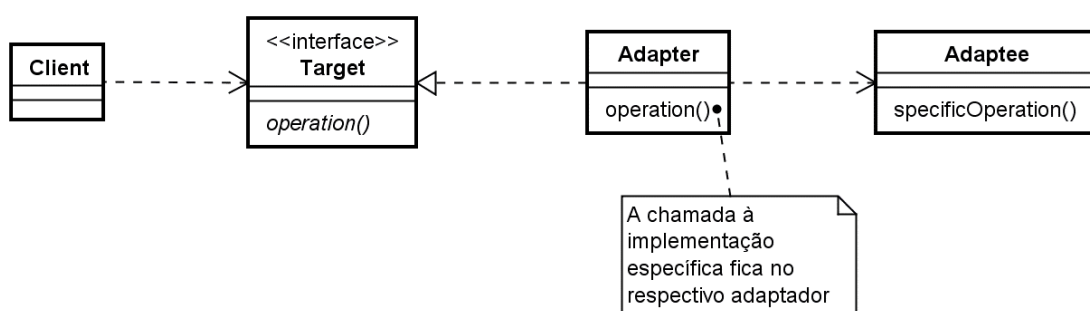 Client
<<interface>>
Target
operation()
Adapter
operation()
Adaptee
specificOperation()
A chamada à
implementação
específica fica no
respectivo adaptador